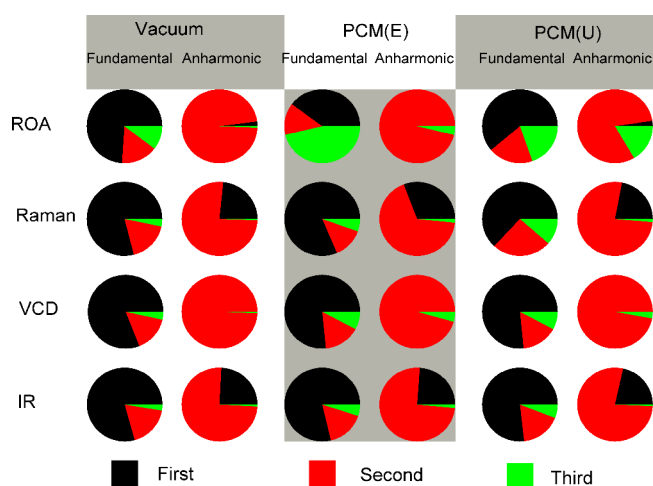 Vacuum PCM(E) PCM(U)
Fundamental Anharmonic Fundamental Anharmonic Fundamental Anharmonic
ROA
Raman
VCD
IR
First Second Third